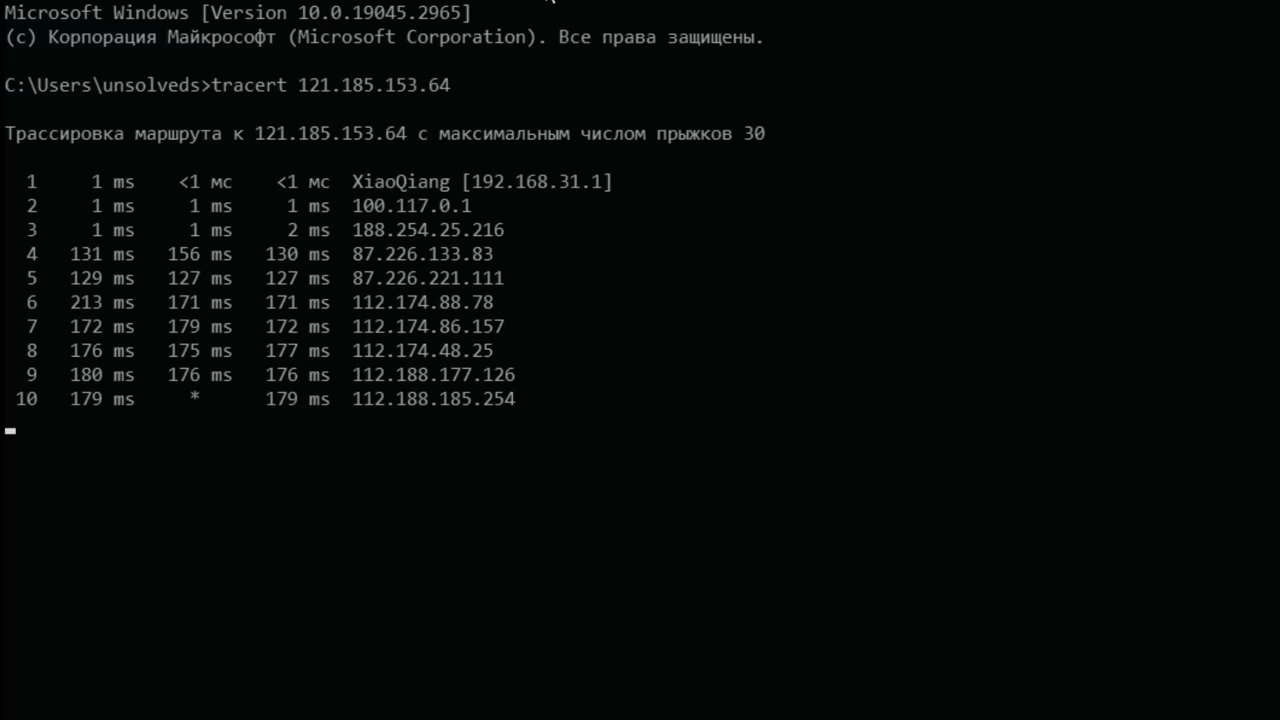 Microsoft Windows [Version 10.0.19045.2965]
(c) Корпорация Майкрософт (Microsoft Corporation). Все права защищены.
C:\Users\unsolveds>tracert 121.185.153.64
Трассировка маршрута к 121.185.153.64 с максимальным числом прыжков 30
1 1 ms <1 мс <1 мс XiaoQiang [192.168.31.1]
2 1 ms 1 ms 1 ms 100.117.0.1
3 1 ms 1 ms 2 ms 188.254.25.216
4 131 ms 156 ms 130 ms 87.226.133.83
5 129 ms 127 ms 127 ms 87.226.221.111
6 213 ms 171 ms 171 ms 112.174.88.78
7 172 ms 179 ms 172 ms 112.174.86.157
8 176 ms 175 ms 177 ms 112.174.48.25
9 180 ms 176 ms 176 ms 112.188.177.126
10 179 ms * 179 ms 112.188.185.254